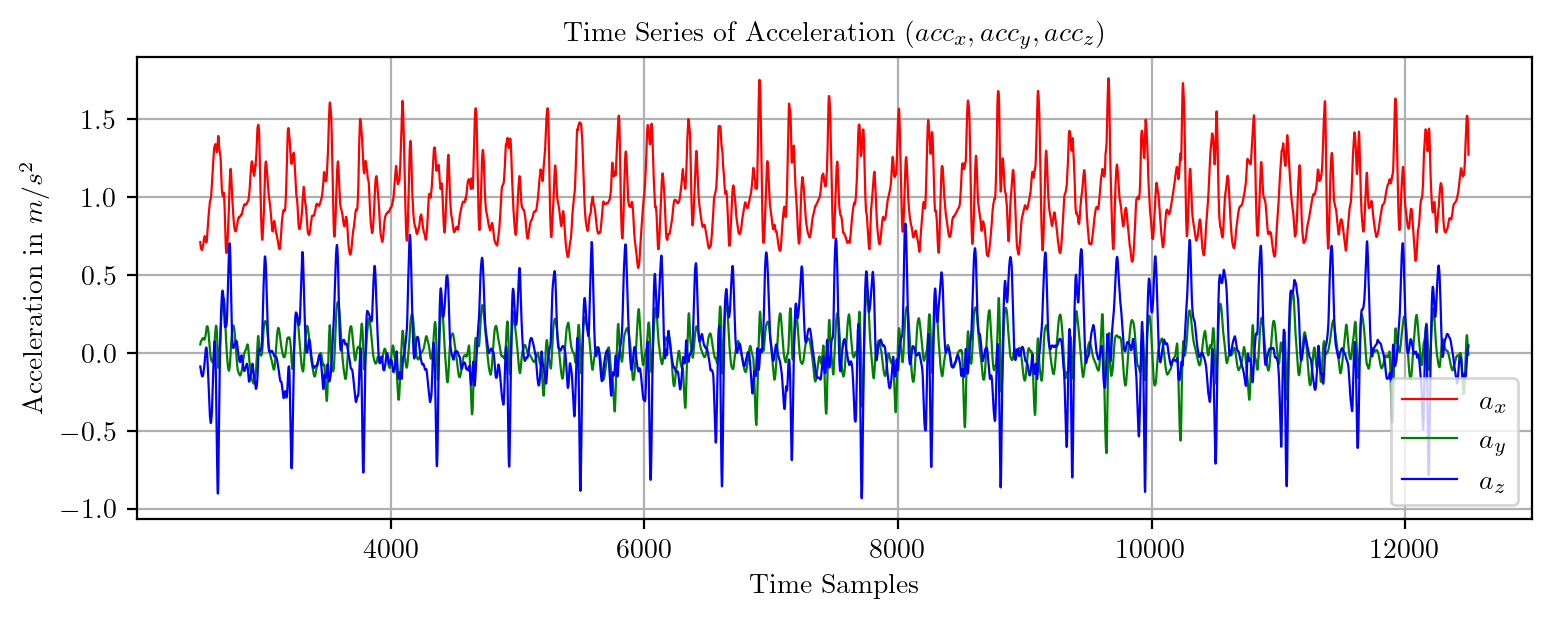 Time Series of Acceleration (acc_x, acc_y, acc_z)
Acceleration in m/s²
1.5
1.0
0.5
0.0
−0.5
−1.0
4000 6000 8000 10000 12000
Time Samples
a_x
a_y
a_z